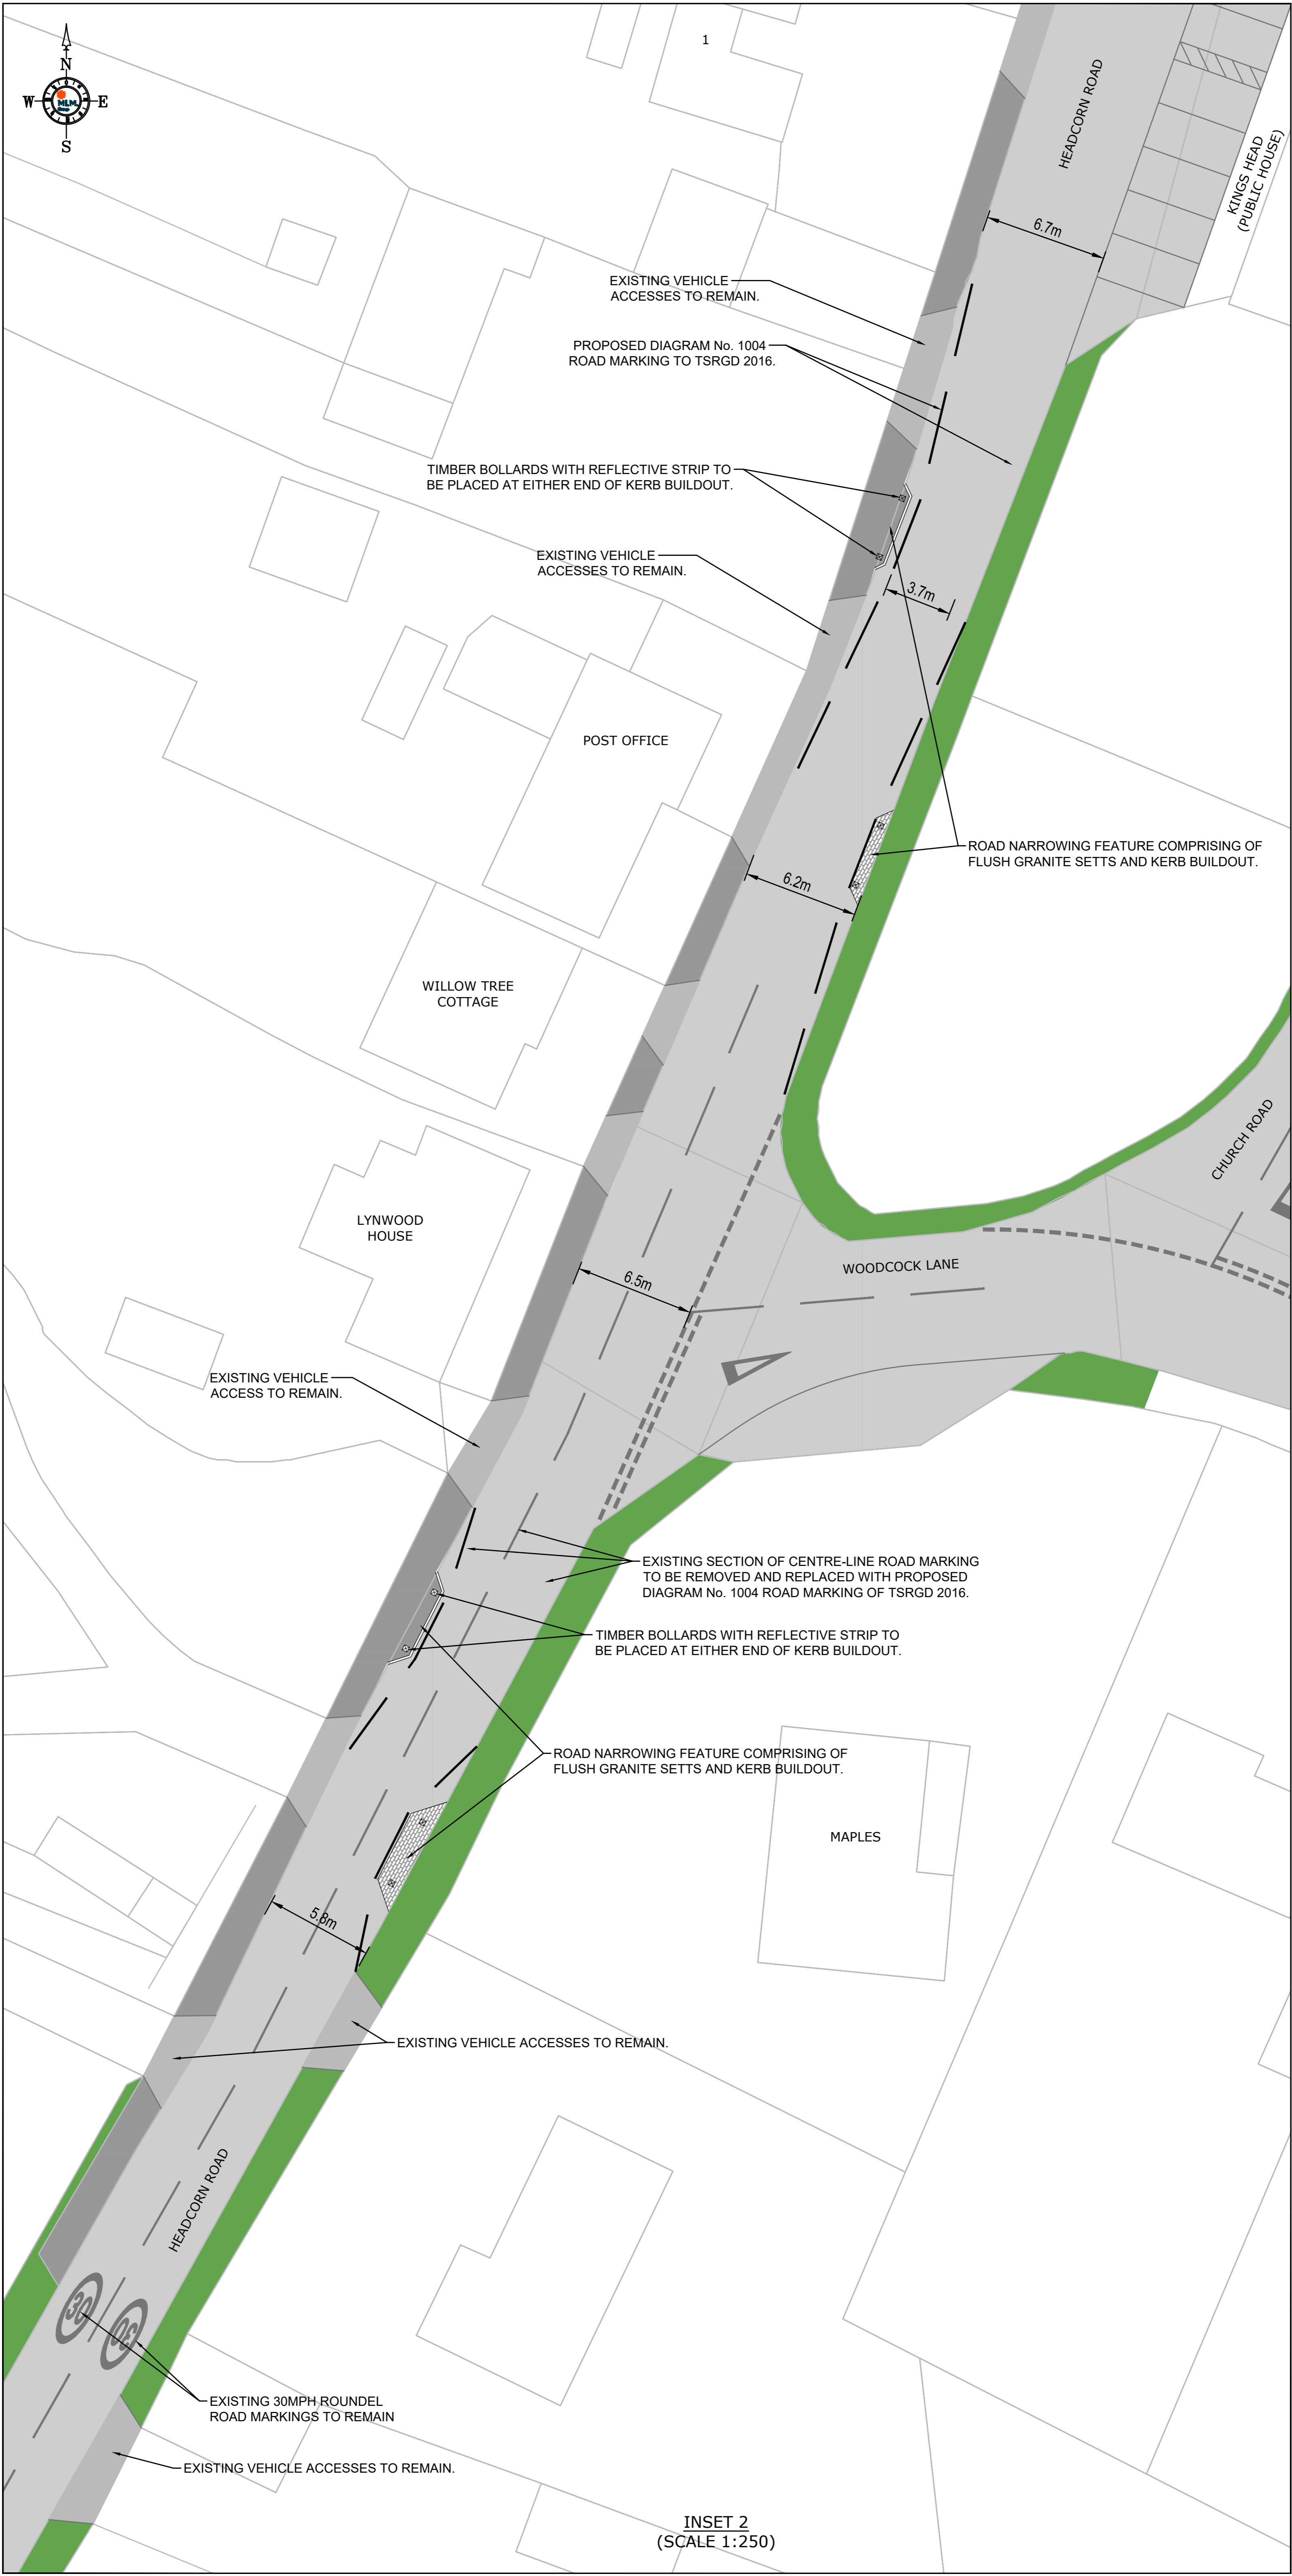 1
N
W
E
S
MLM
HEADCORN ROAD
KINGS HEAD
(PUBLIC HOUSE)
6.7m
EXISTING VEHICLE
ACCESSES TO REMAIN.
PROPOSED DIAGRAM No. 1004
ROAD MARKING TO TSRGD 2016.
TIMBER BOLLARDS WITH REFLECTIVE STRIP TO
BE PLACED AT EITHER END OF KERB BUILDOUT.
EXISTING VEHICLE
ACCESSES TO REMAIN.
3.7m
POST OFFICE
ROAD NARROWING FEATURE COMPRISING OF
FLUSH GRANITE SETTS AND KERB BUILDOUT.
6.2m
WILLOW TREE
COTTAGE
CHURCH ROAD
LYNWOOD
HOUSE
WOODCOCK LANE
6.5m
EXISTING VEHICLE
ACCESS TO REMAIN.
EXISTING SECTION OF CENTRE-LINE ROAD MARKING
TO BE REMOVED AND REPLACED WITH PROPOSED
DIAGRAM No. 1004 ROAD MARKING OF TSRGD 2016.
TIMBER BOLLARDS WITH REFLECTIVE STRIP TO
BE PLACED AT EITHER END OF KERB BUILDOUT.
ROAD NARROWING FEATURE COMPRISING OF
FLUSH GRANITE SETTS AND KERB BUILDOUT.
MAPLES
5.8m
EXISTING VEHICLE ACCESSES TO REMAIN.
HEADCORN ROAD
30
30
EXISTING 30MPH ROUNDEL
ROAD MARKINGS TO REMAIN
EXISTING VEHICLE ACCESSES TO REMAIN.
INSET 2
(SCALE 1:250)